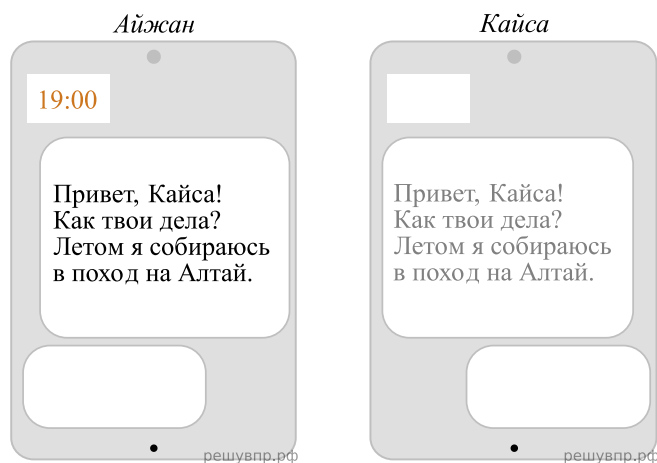 Айжан
19:00
Привет, Кайса!
Как твои дела?
Летом я собираюсь
в поход на Алтай.
решувпр.рф
Кайса
Привет, Кайса!
Как твои дела?
Летом я собираюсь
в поход на Алтай.
решувпр.рф